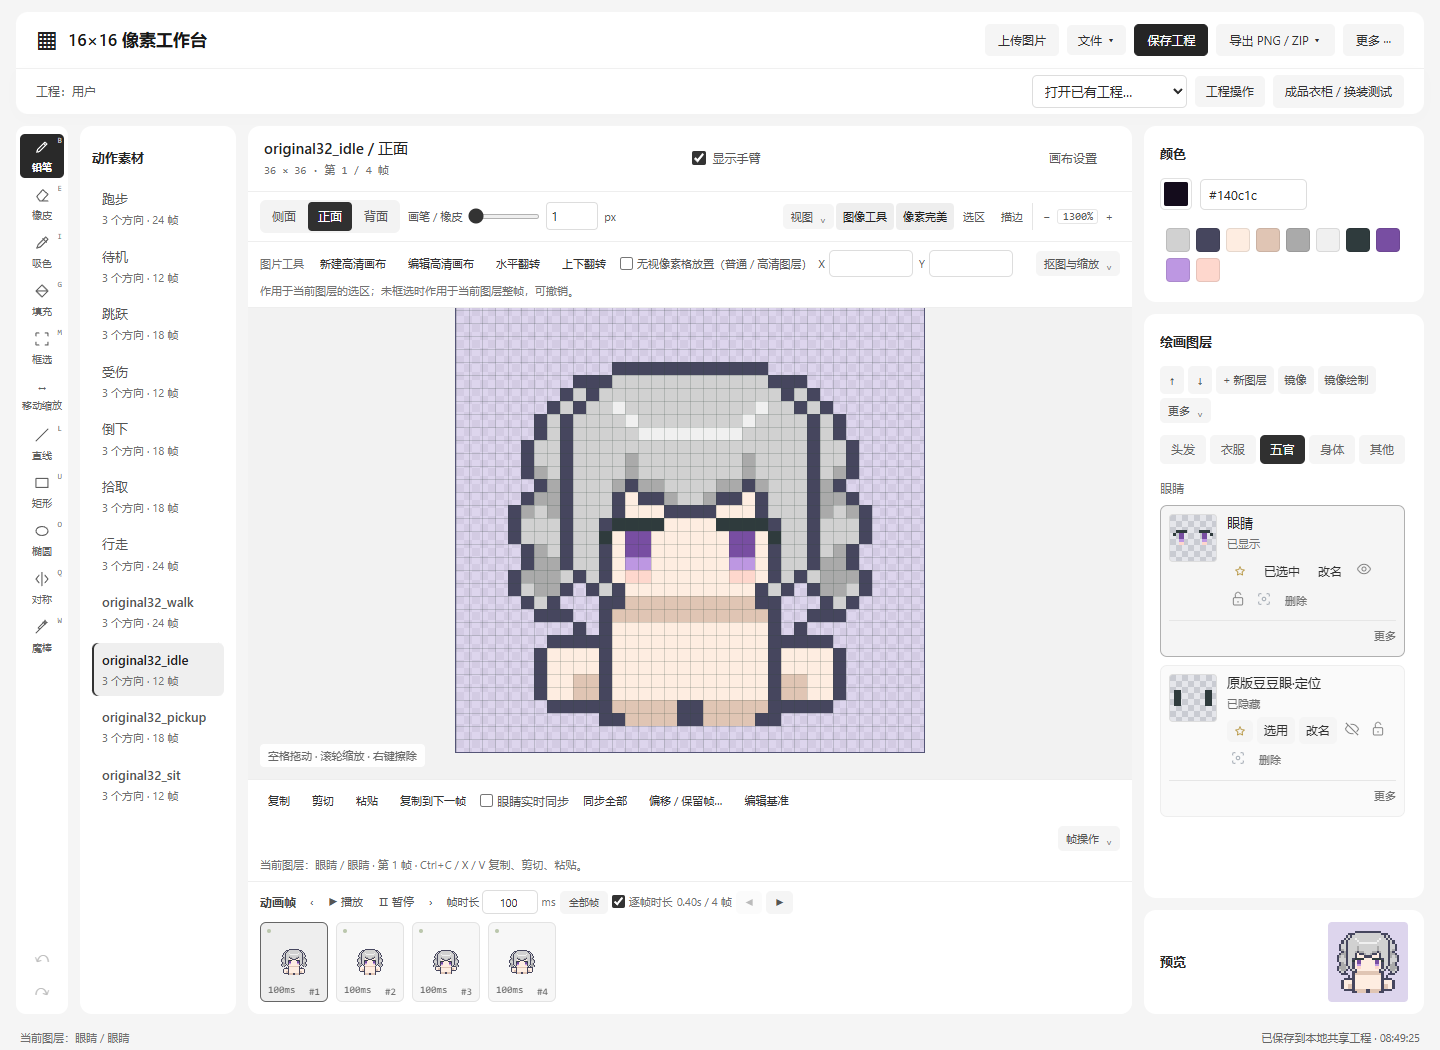 16×16 像素工作台
上传图片
文件 ▾
保存工程
导出 PNG / ZIP ▾
更多 ···
工程：用户
打开已有工程...
工程操作
成品衣柜 / 换装测试
B
铅笔
E
橡皮
I
吸色
G
填充
M
框选
移动缩放
L
直线
U
矩形
O
椭圆
Q
对称
W
魔棒
动作素材
跑步
3 个方向 · 24 帧
待机
3 个方向 · 12 帧
跳跃
3 个方向 · 18 帧
受伤
3 个方向 · 12 帧
倒下
3 个方向 · 18 帧
拾取
3 个方向 · 18 帧
行走
3 个方向 · 24 帧
original32_walk
3 个方向 · 24 帧
original32_idle
3 个方向 · 12 帧
original32_pickup
3 个方向 · 18 帧
original32_sit
3 个方向 · 12 帧
original32_idle / 正面
36 × 36 · 第 1 / 4 帧
显示手臂
画布设置
侧面
正面
背面
画笔 / 橡皮
1
px
视图
图像工具
像素完美
选区
描边
− 1300% +
图片工具
新建高清画布
编辑高清画布
水平翻转
上下翻转
无视像素格放置（普通 / 高清图层）
X
Y
抠图与缩放
作用于当前图层的选区；未框选时作用于当前图层整帧，可撤销。
空格拖动 · 滚轮缩放 · 右键擦除
复制
剪切
粘贴
复制到下一帧
眼睛实时同步
同步全部
偏移 / 保留帧...
编辑基准
帧操作
当前图层：眼睛 / 眼睛 · 第 1 帧 · Ctrl+C / X / V 复制、剪切、粘贴。
动画帧
‹
▶ 播放
暂停
›
帧时长
100
ms
全部帧
逐帧时长
0.40s / 4 帧
◀
▶
100ms #1
100ms #2
100ms #3
100ms #4
颜色
#140c1c
绘画图层
↑
↓
+ 新图层
镜像
镜像绘制
更多
头发
衣服
五官
身体
其他
眼睛
眼睛
已显示
已选中
改名
删除
更多
原版豆豆眼·定位
已隐藏
选用
改名
删除
更多
预览
当前图层：眼睛 / 眼睛
已保存到本地共享工程 · 08:49:25